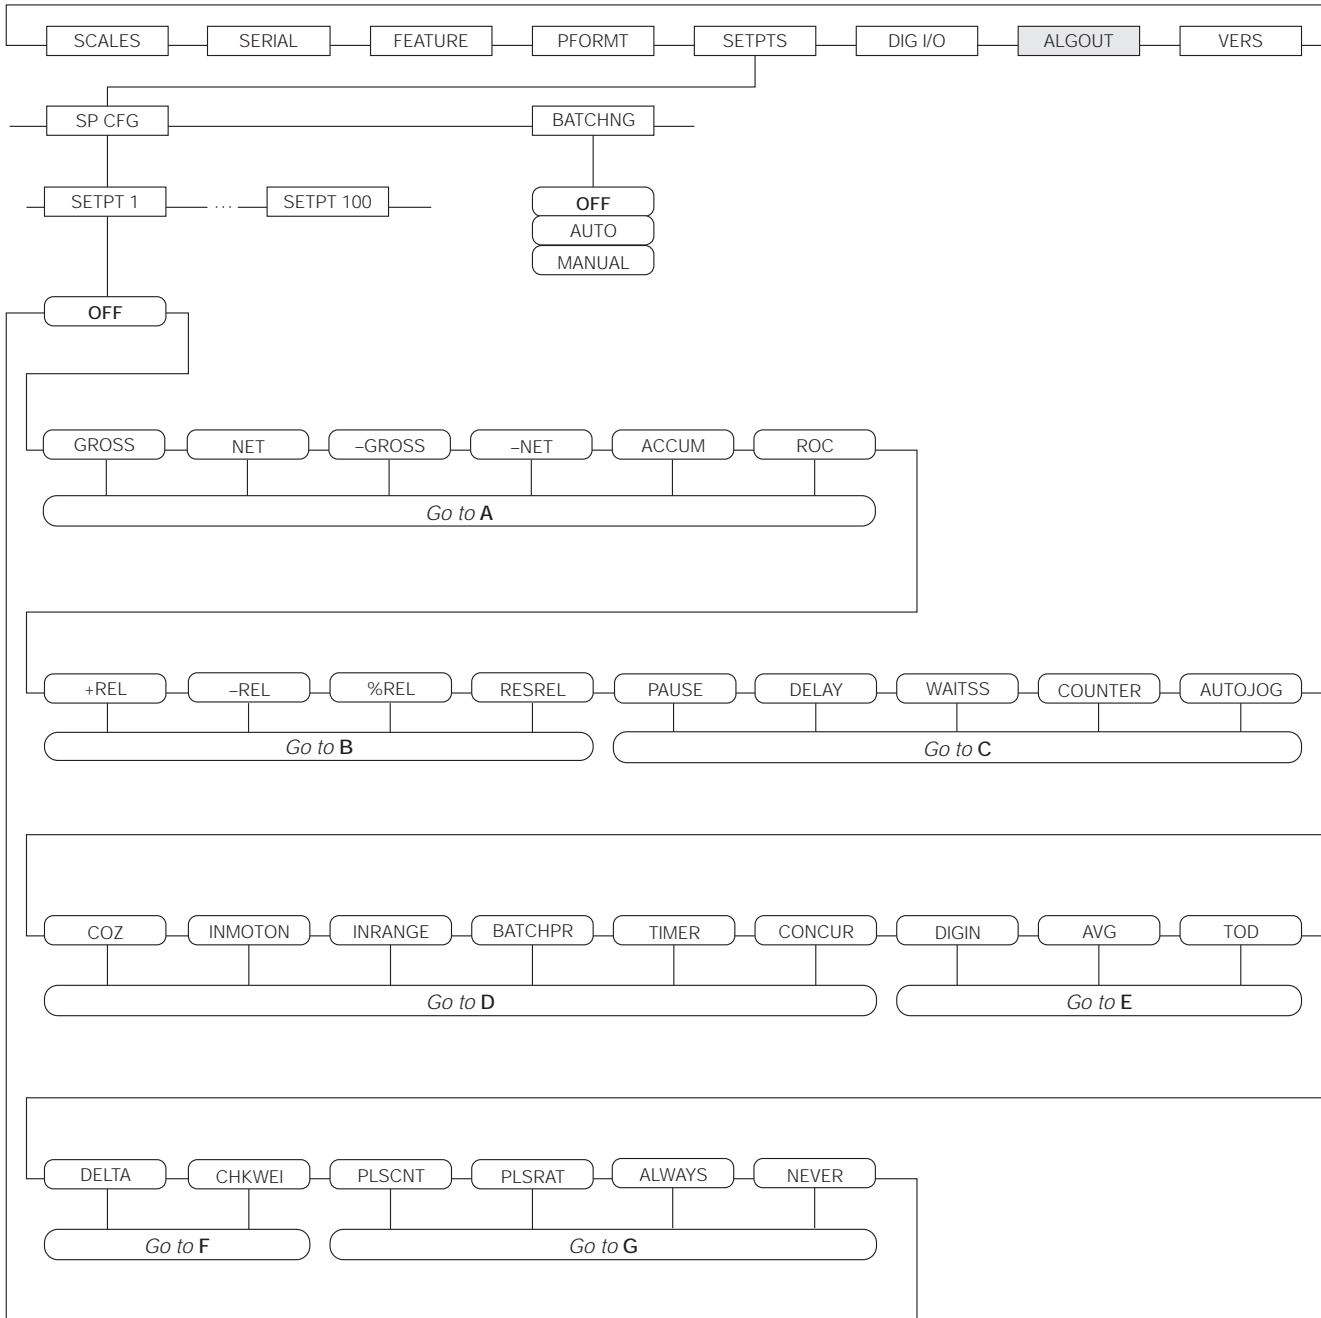 SCALES SERIAL FEATURE PFORMT SETPTS DIG I/O ALGOUT VERS
SP CFG BATCHNG
SETPT 1 ... SETPT 100 OFF
AUTO
MANUAL
OFF
GROSS NET –GROSS –NET ACCUM ROC
Go to A
+REL –REL %REL RESREL PAUSE DELAY WAITSS COUNTER AUTOJOG
Go to B Go to C
COZ INMOTON INRANGE BATCHPR TIMER CONCUR DIGIN AVG TOD
Go to D Go to E
DELTA CHKWEI PLSCNT PLSRAT ALWAYS NEVER
Go to F Go to G